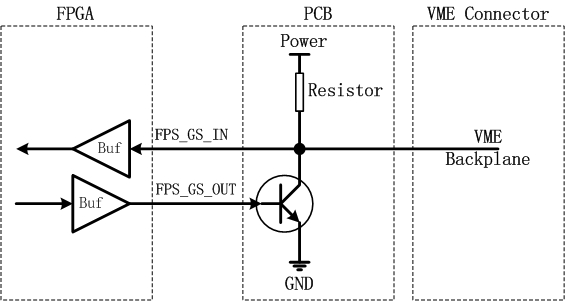 FPGA
PCB
VME Connector
Power
Resistor
FPS_GS_IN
Buf
VME
Backplane
FPS_GS_OUT
Buf
GND